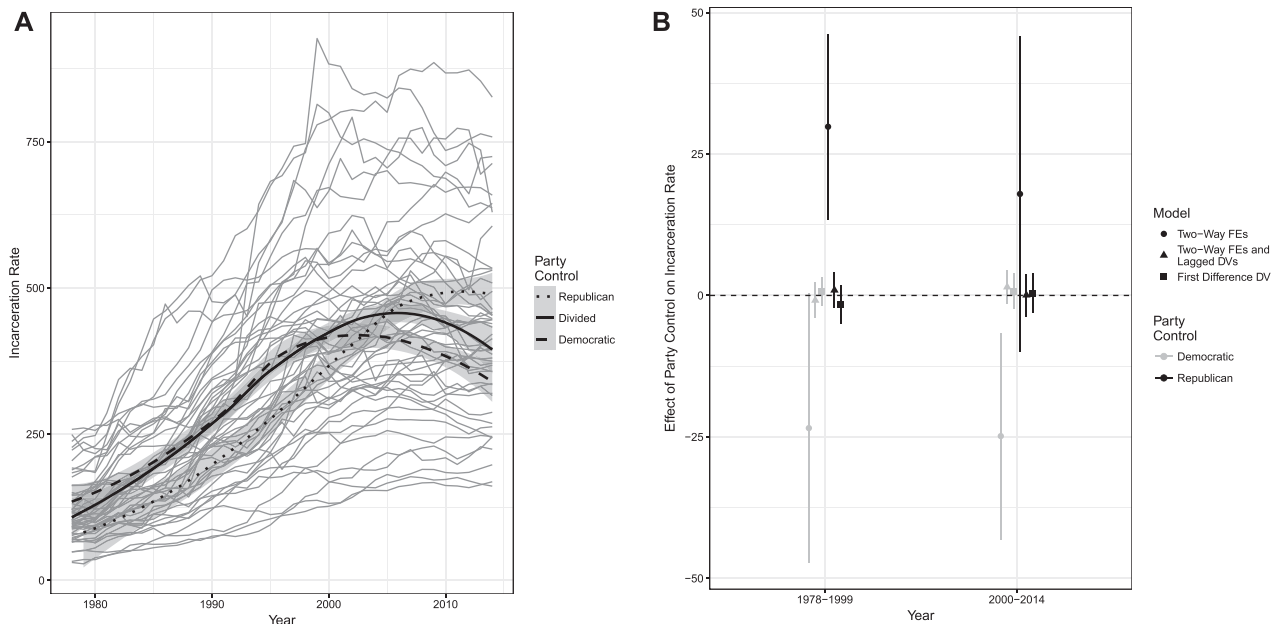 A
Incarceration Rate
750
500
250
0
1980
1990
2000
2010
Year
Party
Control
Republican
Divided
Democratic
B
Effect of Party Control on Incarceration Rate
50
25
0
−25
−50
1978−1999
2000−2014
Year
Model
Two−Way FEs
Two−Way FEs and
Lagged DVs
First Difference DV
Party
Control
Democratic
Republican